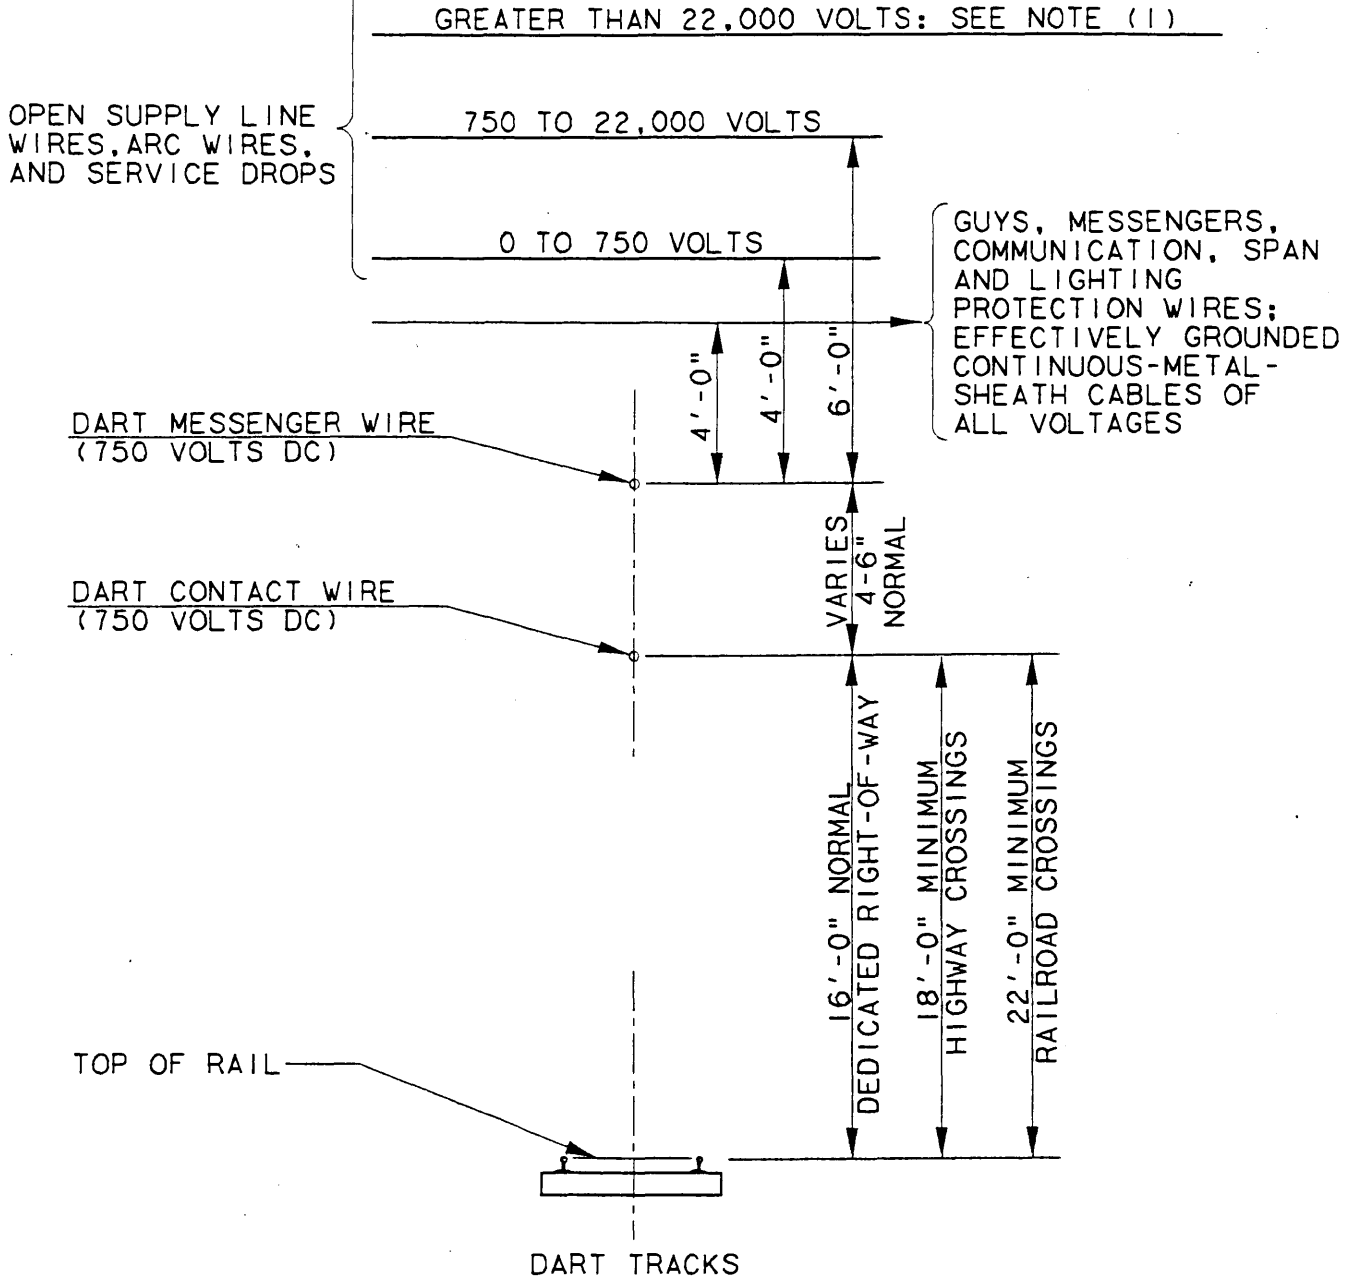 GREATER THAN 22,000 VOLTS: SEE NOTE (1)
OPEN SUPPLY LINE
WIRES, ARC WIRES,
AND SERVICE DROPS
750 TO 22,000 VOLTS
0 TO 750 VOLTS
GUYS, MESSENGERS,
COMMUNICATION, SPAN
AND LIGHTING
PROTECTION WIRES;
EFFECTIVELY GROUNDED
CONTINUOUS-METAL-
SHEATH CABLES OF
ALL VOLTAGES
4'-0"
4'-0"
6'-0"
DART MESSENGER WIRE
(750 VOLTS DC)
VARIES
4-6"
NORMAL
DART CONTACT WIRE
(750 VOLTS DC)
16'-0" NORMAL
DEDICATED RIGHT-OF-WAY
18'-0" MINIMUM
HIGHWAY CROSSINGS
22'-0" MINIMUM
RAILROAD CROSSINGS
TOP OF RAIL
DART TRACKS